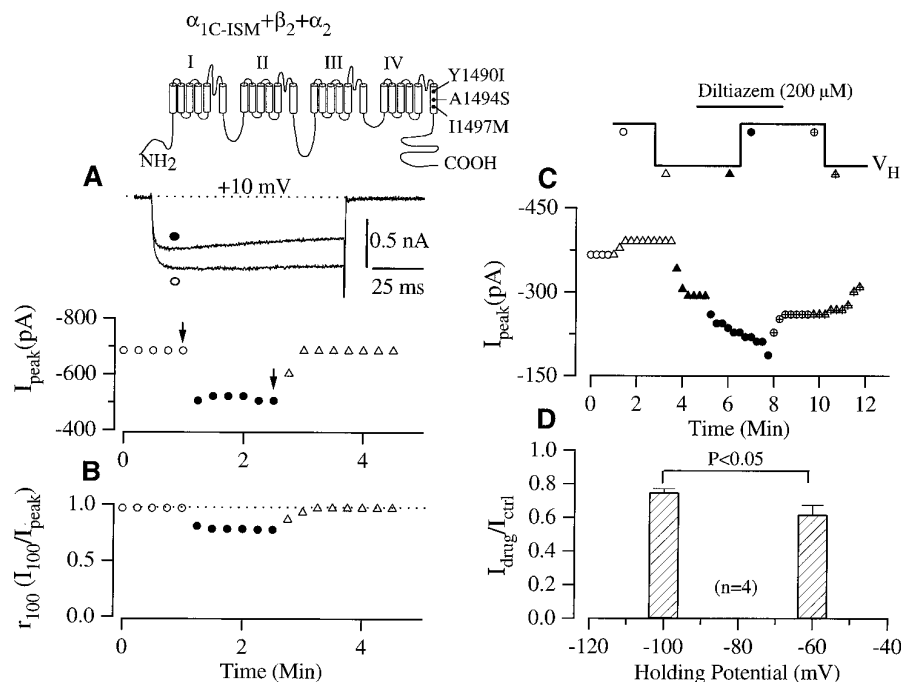 α1C-ISM+β2+α2
I II III IV
Y1490I
A1494S
I1497M
NH2
COOH
A
+10 mV
0.5 nA
25 ms
Ipeak(pA)
-800
-600
-400
0 2 4
B
r100 (I100/Ipeak)
1.0
0.5
0.0
0 2 4
Time (Min)
Diltiazem (200 µM)
VH
C
Ipeak(pA)
-450
-300
-150
0 2 4 6 8 10 12
Time (Min)
D
P<0.05
Idrug/Ictrl
1.0
0.8
0.6
0.4
0.2
0.0
(n=4)
-120 -100 -80 -60 -40
Holding Potential (mV)